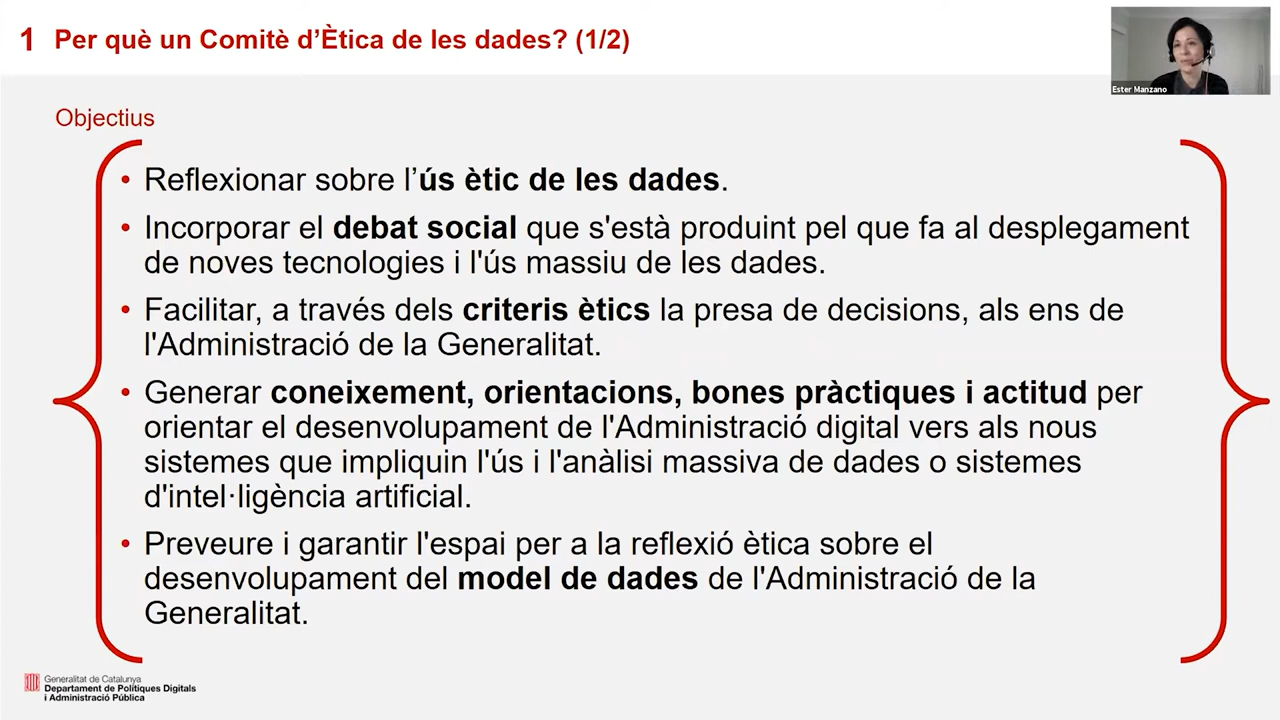 1 Per què un Comitè d'Ètica de les dades? (1/2)
Ester Manzano
Objectius
• Reflexionar sobre l'ús ètic de les dades.
• Incorporar el debat social que s'està produint pel que fa al desplegament
de noves tecnologies i l'ús massiu de les dades.
• Facilitar, a través dels criteris ètics la presa de decisions, als ens de
l'Administració de la Generalitat.
• Generar coneixement, orientacions, bones pràctiques i actitud per
orientar el desenvolupament de l'Administració digital vers als nous
sistemes que impliquin l'ús i l'anàlisi massiva de dades o sistemes
d'intel·ligència artificial.
• Preveure i garantir l'espai per a la reflexió ètica sobre el
desenvolupament del model de dades de l'Administració de la
Generalitat.
Generalitat de Catalunya
Departament de Polítiques Digitals
i Administració Pública